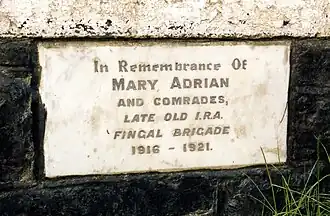 In Remembrance Of
MARY ADRIAN
AND COMRADES,
LATE OLD I.R.A.
FINGAL BRIGADE
1916 - 1921.